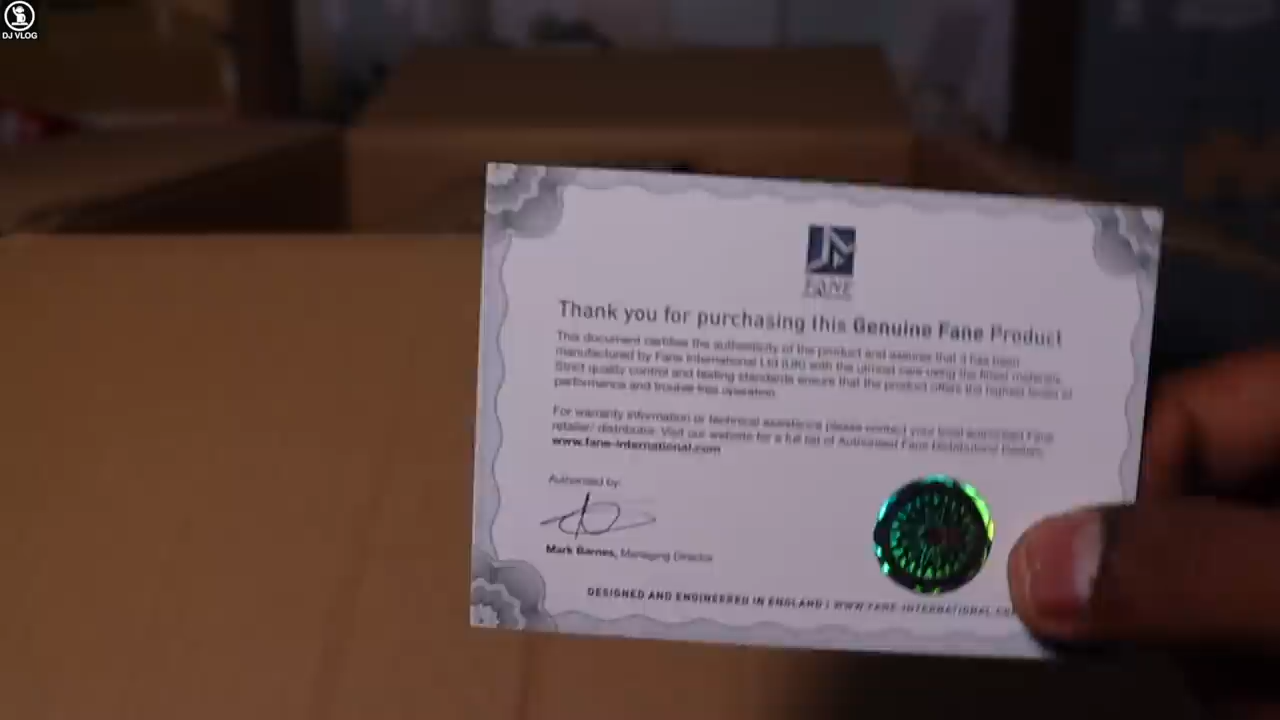 DJ VLOG
FANE
Thank you for purchasing this Genuine Fane Product
This document certifies the authenticity of the product and assures that it has been
manufactured by Fane International Ltd (UK) with the utmost care using the finest materials.
Strict quality control and testing standards ensure that the product offers the highest levels of
performance and trouble free operation.
For warranty information or technical assistance please contact your local authorised Fane
retailer/ distributor. Visit our website for a full list of Authorised Fane Distributors/ Dealers.
www.fane-international.com
Authorised by:
Mark Barnes, Managing Director
DESIGNED AND ENGINEERED IN ENGLAND | WWW.FANE-INTERNATIONAL.CO